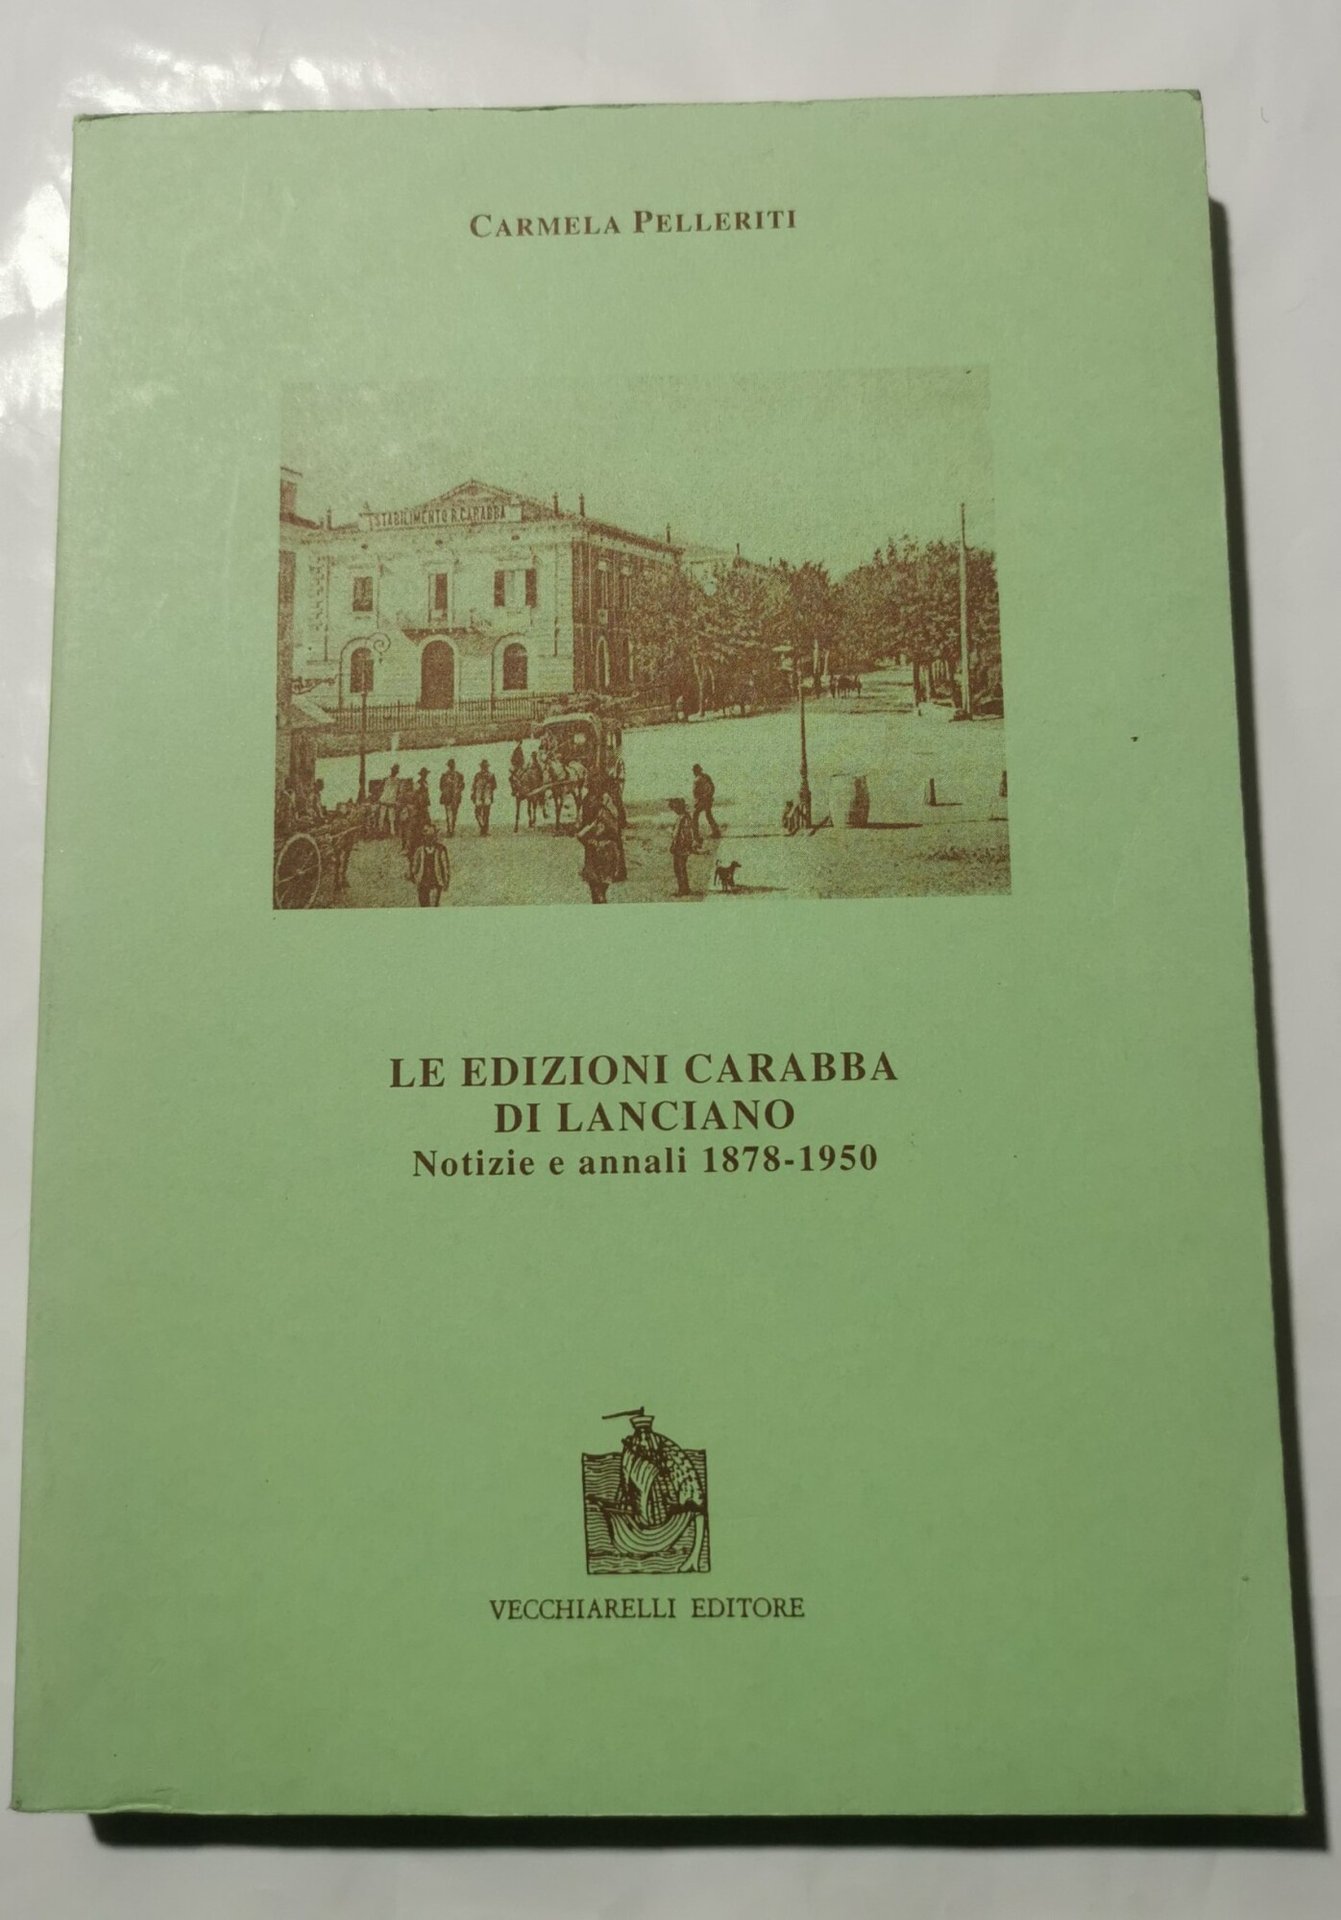 CARMELA PELLERITI
STABILIMENTO R. CARABBA
LE EDIZIONI CARABBA
DI LANCIANO
Notizie e annali 1878-1950
VECCHIARELLI EDITORE